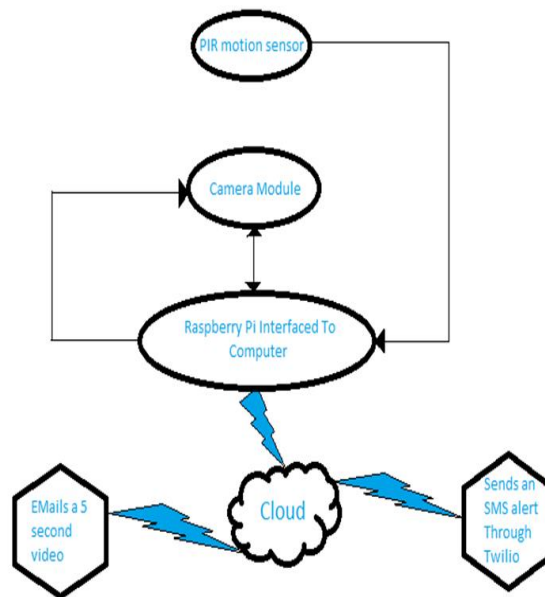 PIR motion sensor
Camera Module
Raspberry Pi Interfaced To
Computer
Cloud
EMails a 5
second
video
Sends an
SMS alert
Through
Twilio